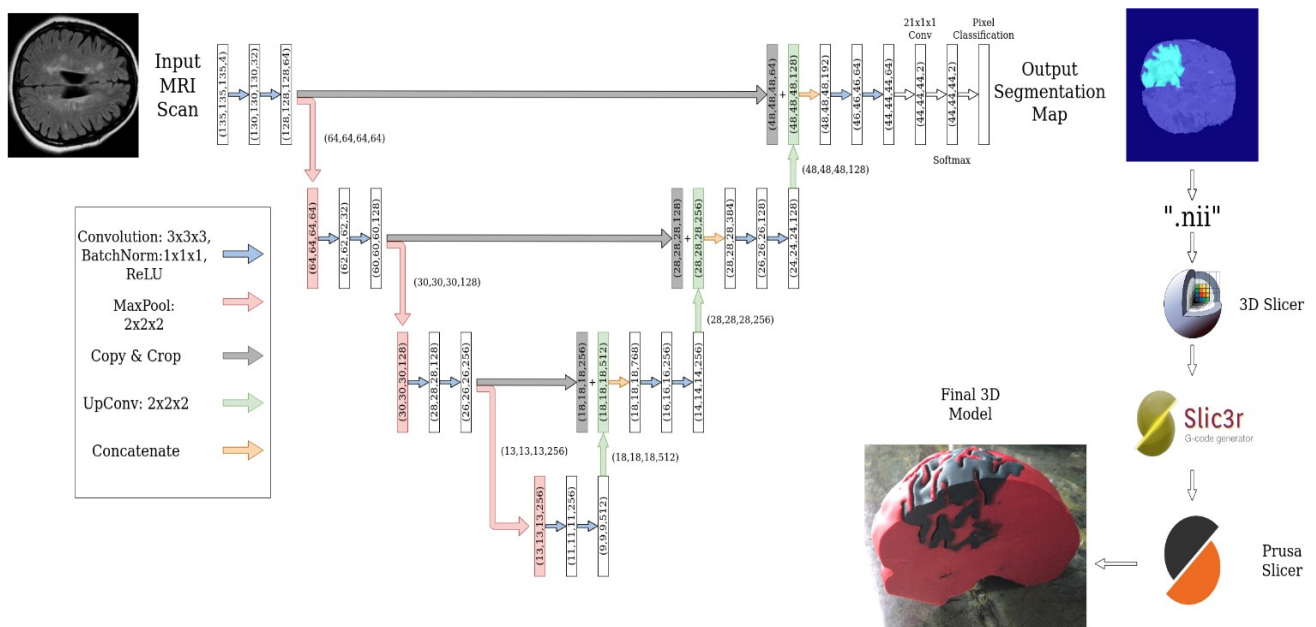 Input
MRI
Scan
(135,135,135,4)
(130,130,130,32)
(128,128,128,64)
(64,64,64,64)
(48,48,48,64)
+
(48,48,48,128)
(48,48,48,192)
(46,46,46,64)
(44,44,44,64)
21x1x1
Conv
(44,44,44,2)
(44,44,44,2)
Softmax
Pixel
Classification
Output
Segmentation
Map
(48,48,48,128)
Convolution: 3x3x3,
BatchNorm:1x1x1,
ReLU
MaxPool:
2x2x2
Copy & Crop
UpConv: 2x2x2
Concatenate
(64,64,64,64)
(62,62,62,32)
(60,60,60,128)
(30,30,30,128)
(28,28,28,128)
+
(28,28,28,256)
(28,28,28,384)
(26,26,26,128)
(24,24,24,128)
(28,28,28,256)
(30,30,30,128)
(28,28,28,128)
(26,26,26,256)
(13,13,13,256)
(18,18,18,256)
+
(18,18,18,512)
(18,18,18,768)
(16,16,16,256)
(14,14,14,256)
(18,18,18,512)
(13,13,13,256)
(11,11,11,256)
(9,9,9,512)
".nii"
3D Slicer
Slic3r
G-code generator
Prusa
Slicer
Final 3D
Model